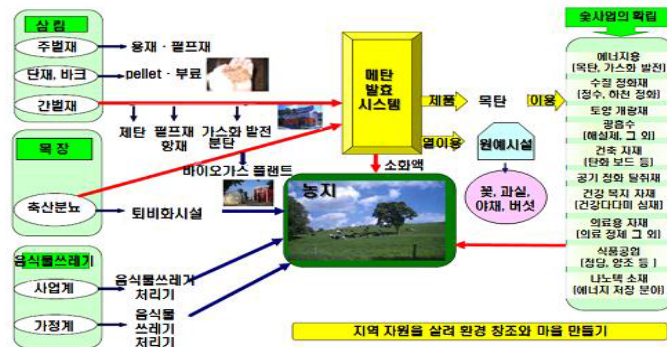 삼 림
주벌재
용재 · 펄프재
단재, 바크
pellet · 부료
간벌재
제탄
펄프재
항재
가스화 발전
분탄
목 장
축산분뇨
퇴비화시설
바이오가스 플랜트
음식물쓰레기
사업계
음식물쓰레기
처리기
가정계
음식물
쓰레기
처리기
메탄
발효
시스템
제품
목탄
이용
열이용
원예시설
꽃, 과실,
야채, 버섯
소화액
농지
지역 자원을 살려 환경 창조와 마을 만들기
숯사업의 확립
에너지용
[목탄, 가스화 발전]
수질 정화재
(정수, 하천 정화)
토양 개량재
광흡수
(해실제, 그 외)
건축 자재
(탄화 보드 등)
공기 정화 탈취재
건강 복지 자재
(건강다다미 심재)
의료용 자재
(의료 정제 그 외)
식품공업
(정당, 양조 등 )
나노텍 소재
(에너지 저장 분야)